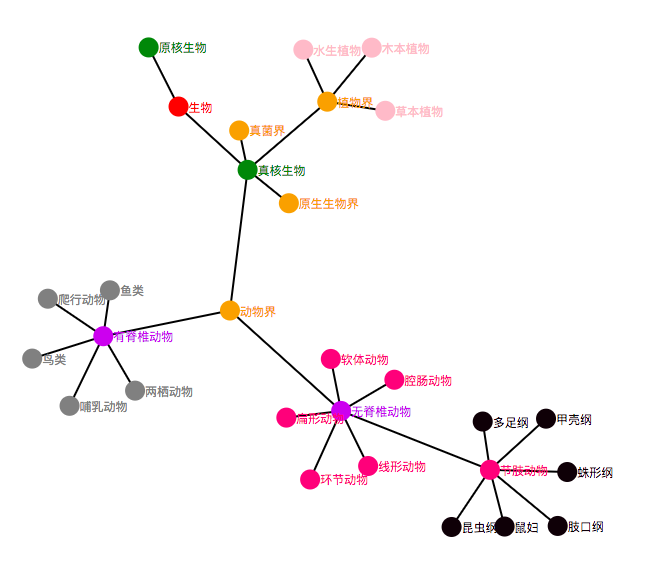 原核生物
水生植物
木本植物
生物
植物界
草本植物
真菌界
真核生物
原生生物界
爬行动物
鱼类
动物界
有脊椎动物
鸟类
两栖动物
哺乳动物
软体动物
腔肠动物
扁形动物
无脊椎动物
线形动物
环节动物
多足纲
甲壳纲
节肢动物
蛛形纲
昆虫纲
鼠妇
肢口纲